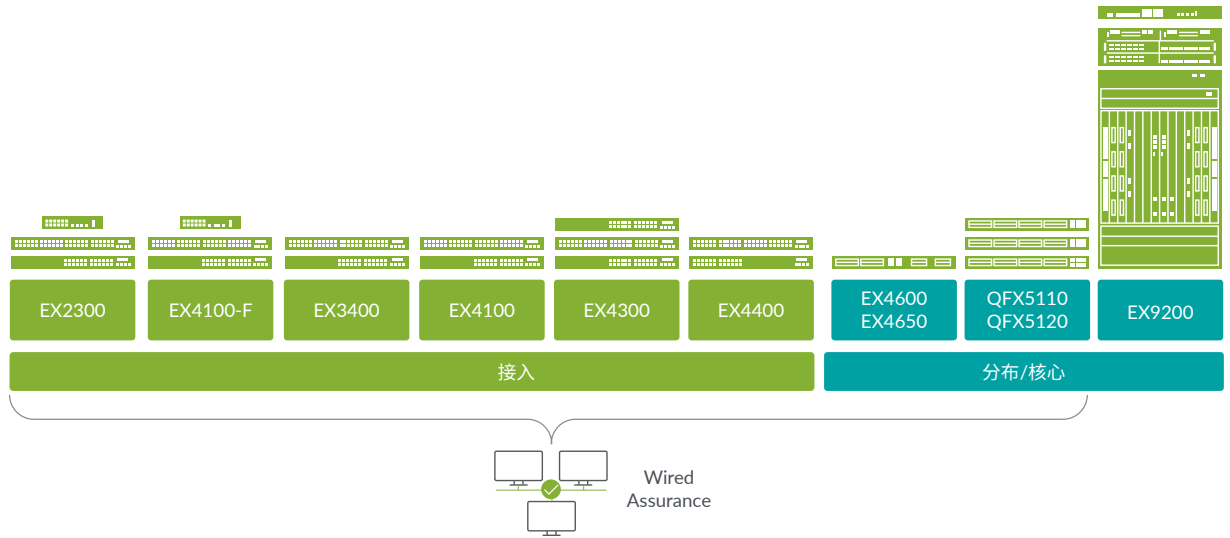 EX2300
EX4100-F
EX3400
EX4100
EX4300
EX4400
EX4600
EX4650
QFX5110
QFX5120
EX9200
接入
分布/核心
Wired
Assurance